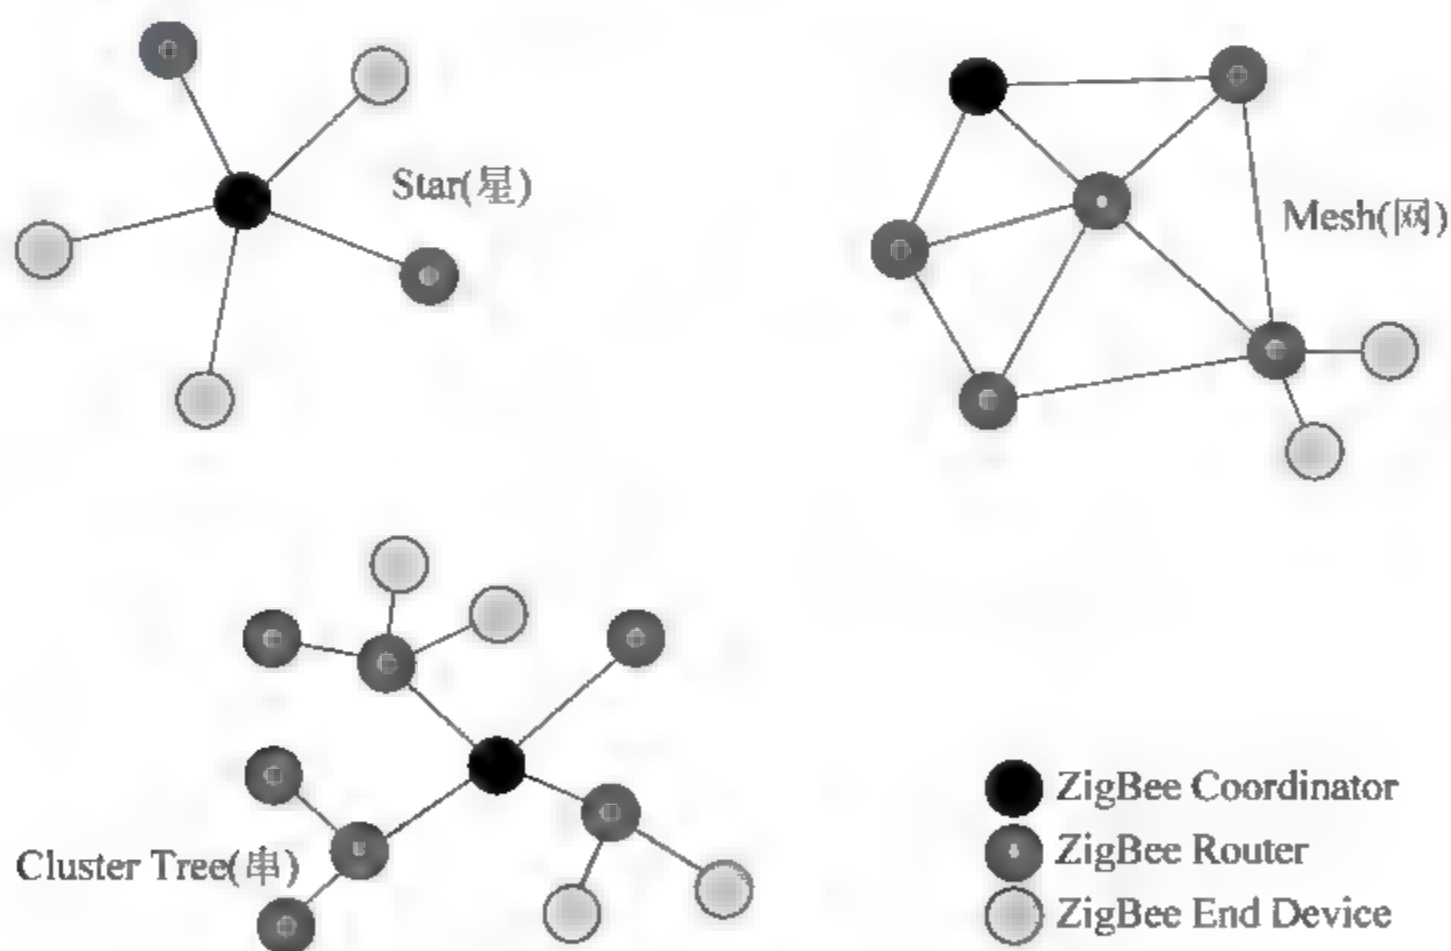 Star(星)
Mesh(网)
Cluster Tree(串)
ZigBee Coordinator
ZigBee Router
ZigBee End Device